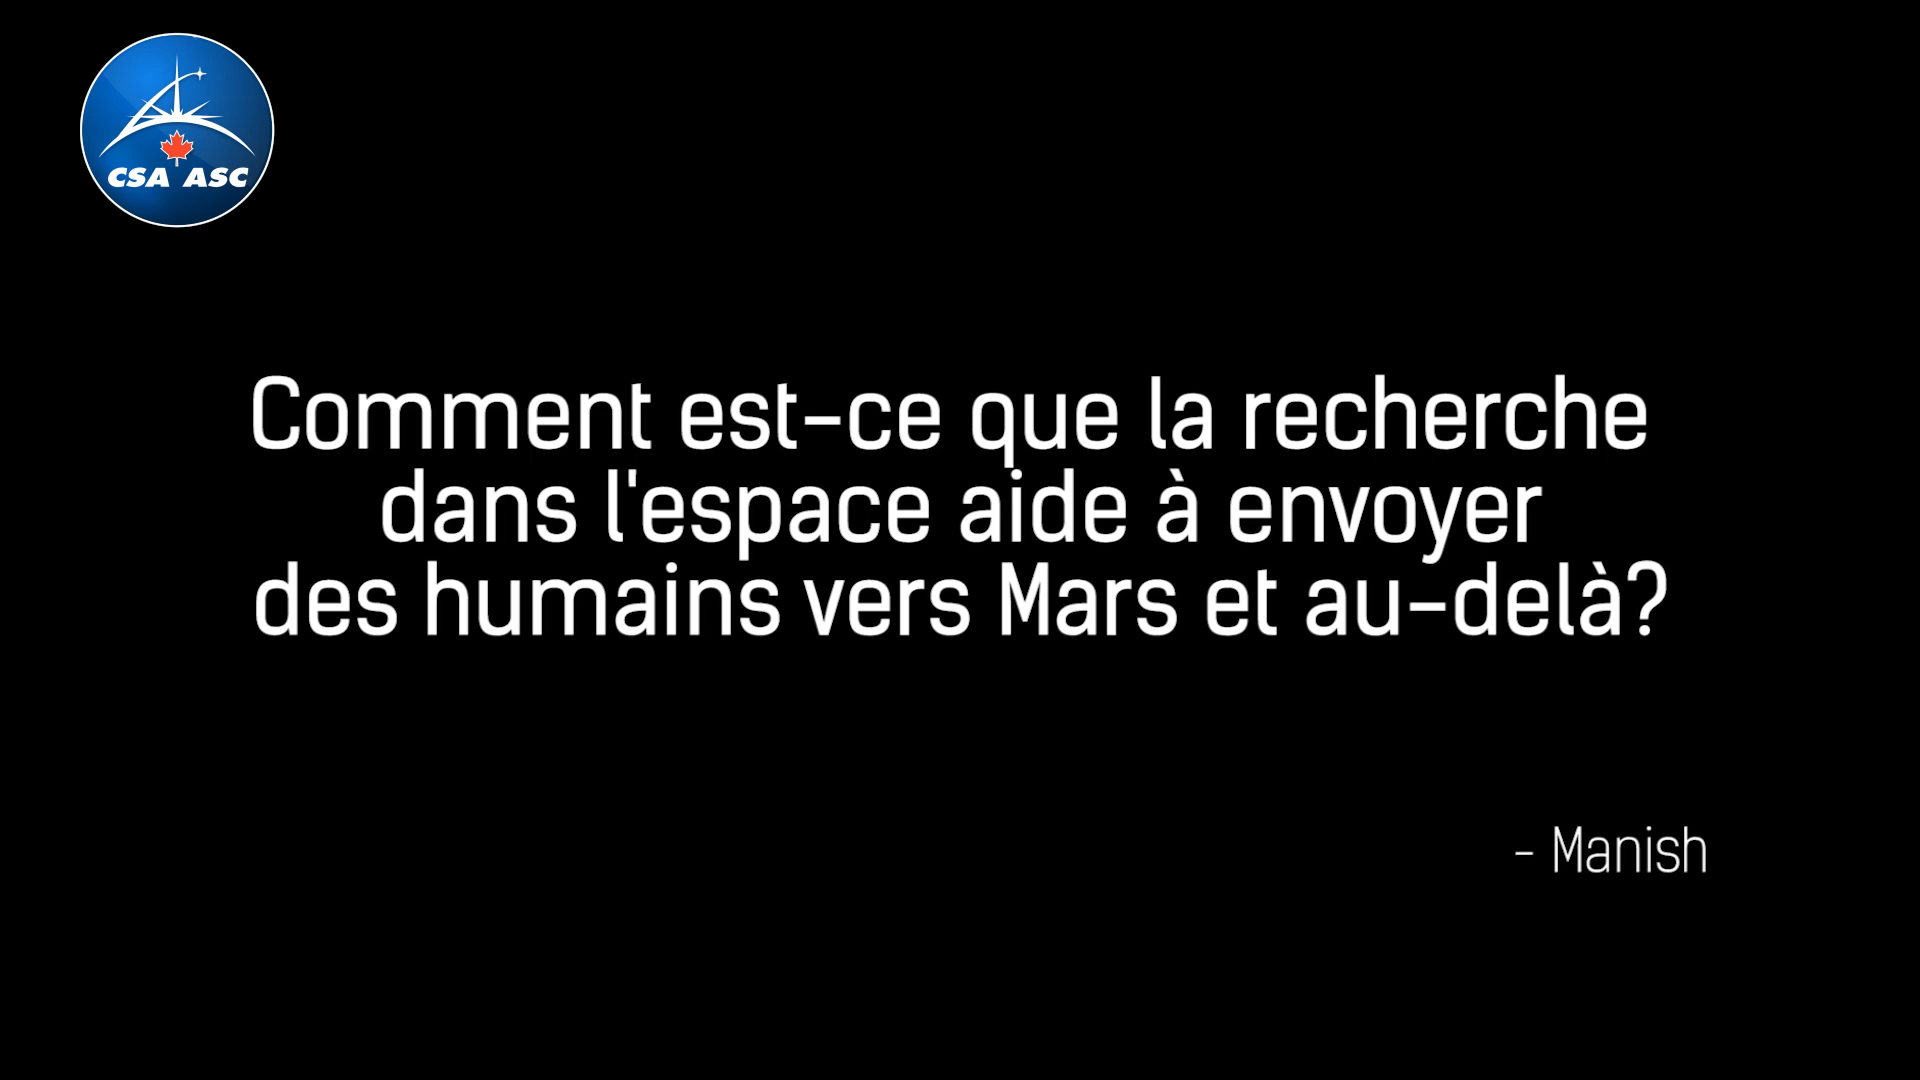 CSA ASC
Comment est-ce que la recherche
dans l'espace aide à envoyer
des humains vers Mars et au-delà?
- Manish